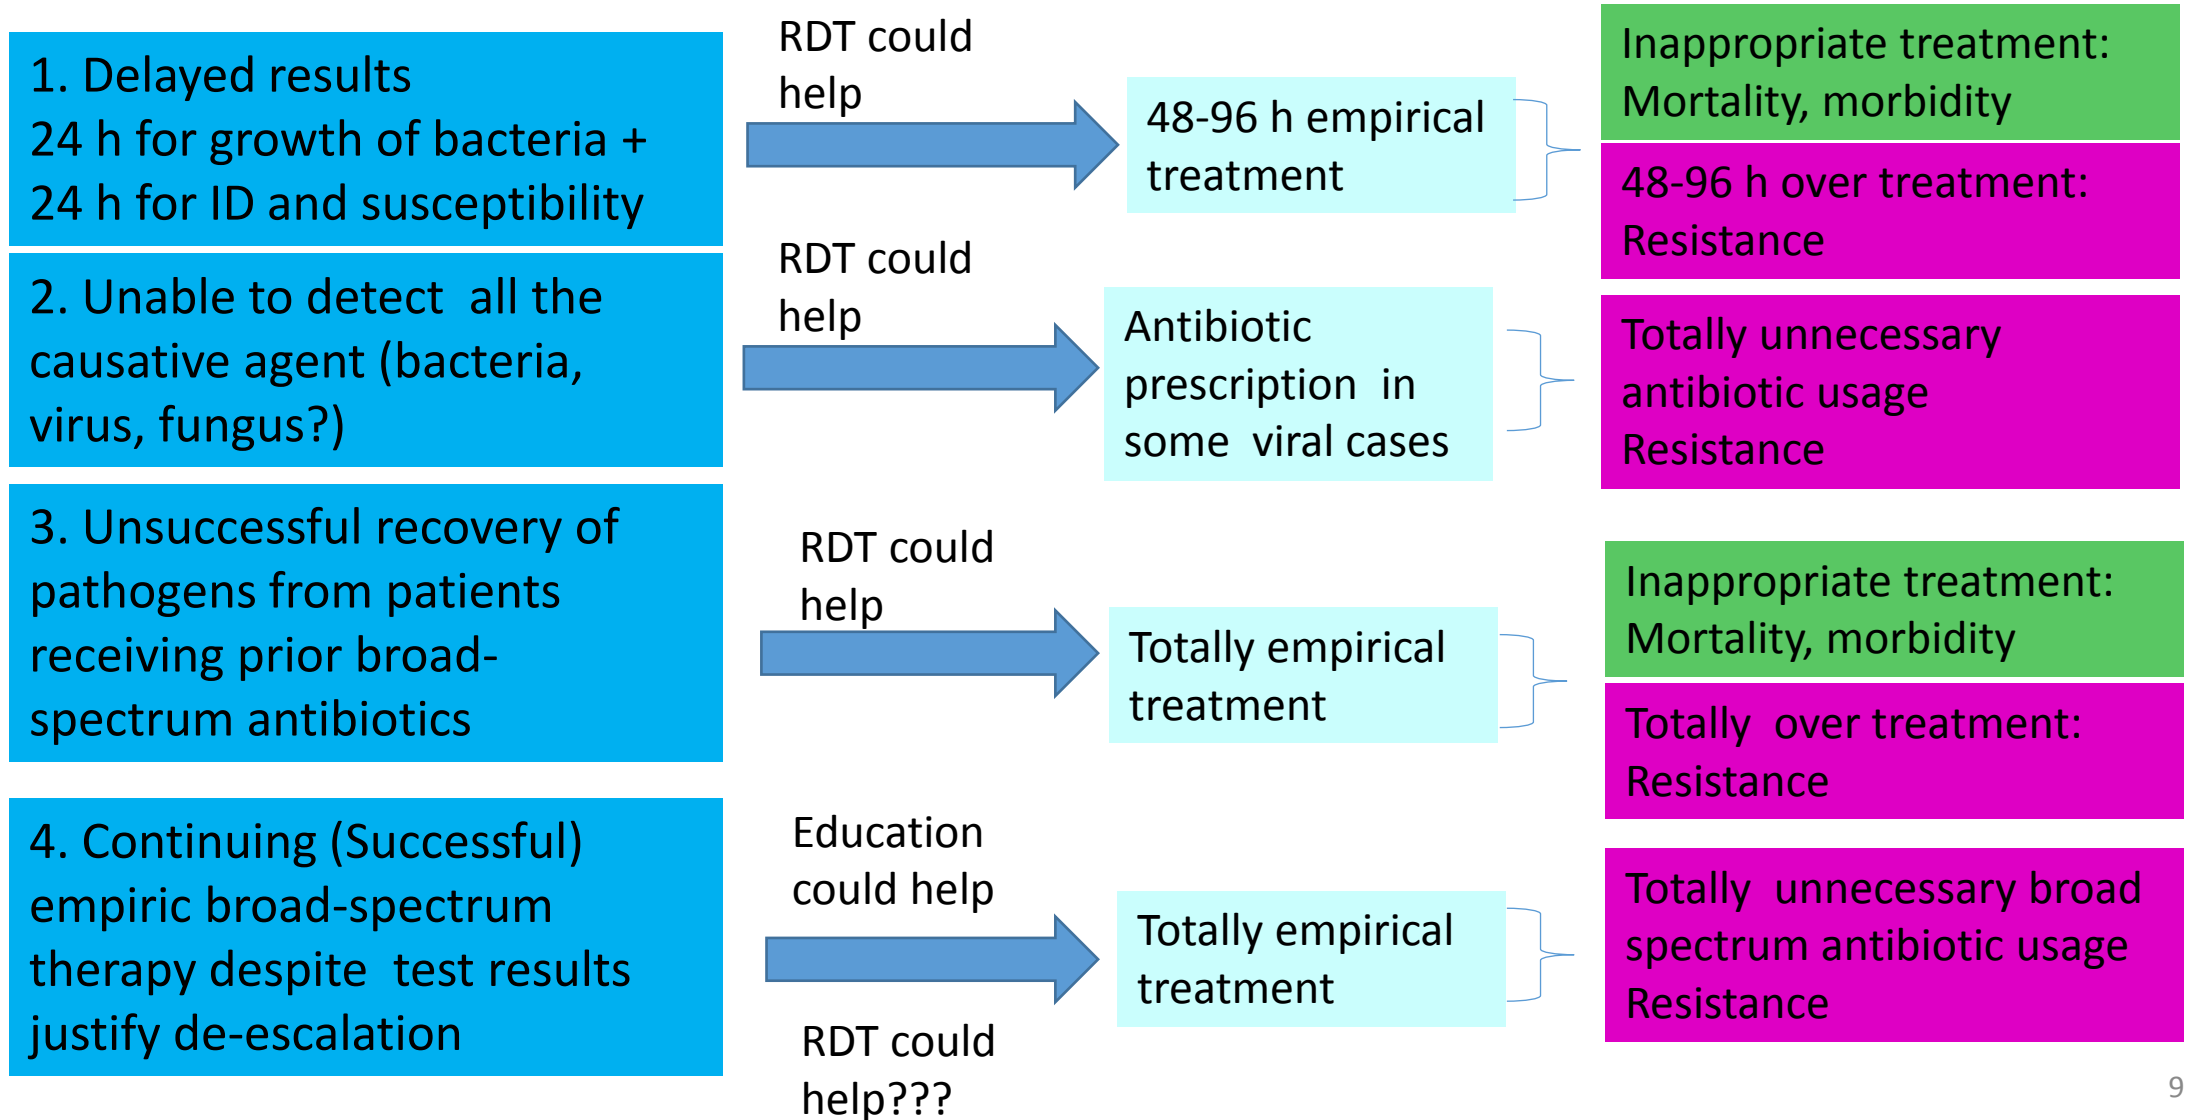 1. Delayed results
24 h for growth of bacteria +
24 h for ID and susceptibility
RDT could
help
48-96 h empirical
treatment
Inappropriate treatment:
Mortality, morbidity
48-96 h over treatment:
Resistance
2. Unable to detect  all the
causative agent (bacteria,
virus, fungus?)
RDT could
help
Antibiotic
prescription  in
some  viral cases
Totally unnecessary
antibiotic usage
Resistance
3. Unsuccessful recovery of
pathogens from patients
receiving prior broad-
spectrum antibiotics
RDT could
help
Totally empirical
treatment
Inappropriate treatment:
Mortality, morbidity
Totally  over treatment:
Resistance
4. Continuing (Successful)
empiric broad-spectrum
therapy despite  test results
justify de-escalation
Education
could help
RDT could
help???
Totally empirical
treatment
Totally  unnecessary broad
spectrum antibiotic usage
Resistance
9